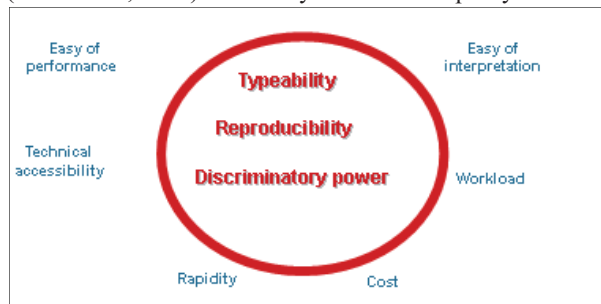 Easy of
performance
Easy of
interpretation
Typeability
Reproducibility
Discriminatory power
Technical
accessibility
Workload
Rapidity
Cost